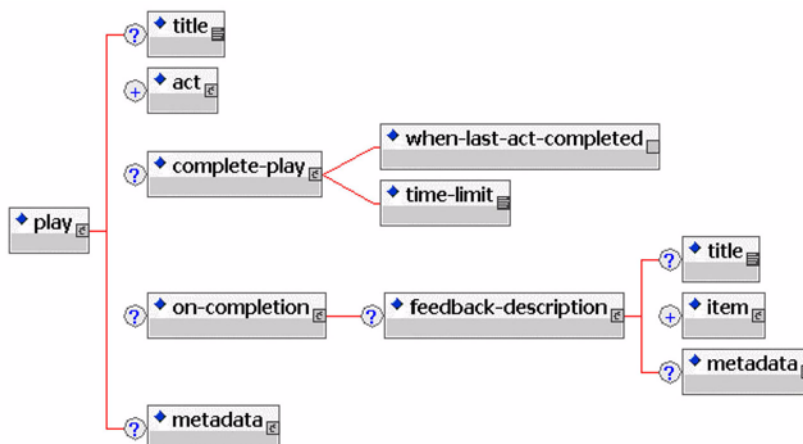 ? title
+ act
? complete-play
when-last-act-completed
time-limit
play
? on-completion
? feedback-description
? title
+ item
? metadata
? metadata